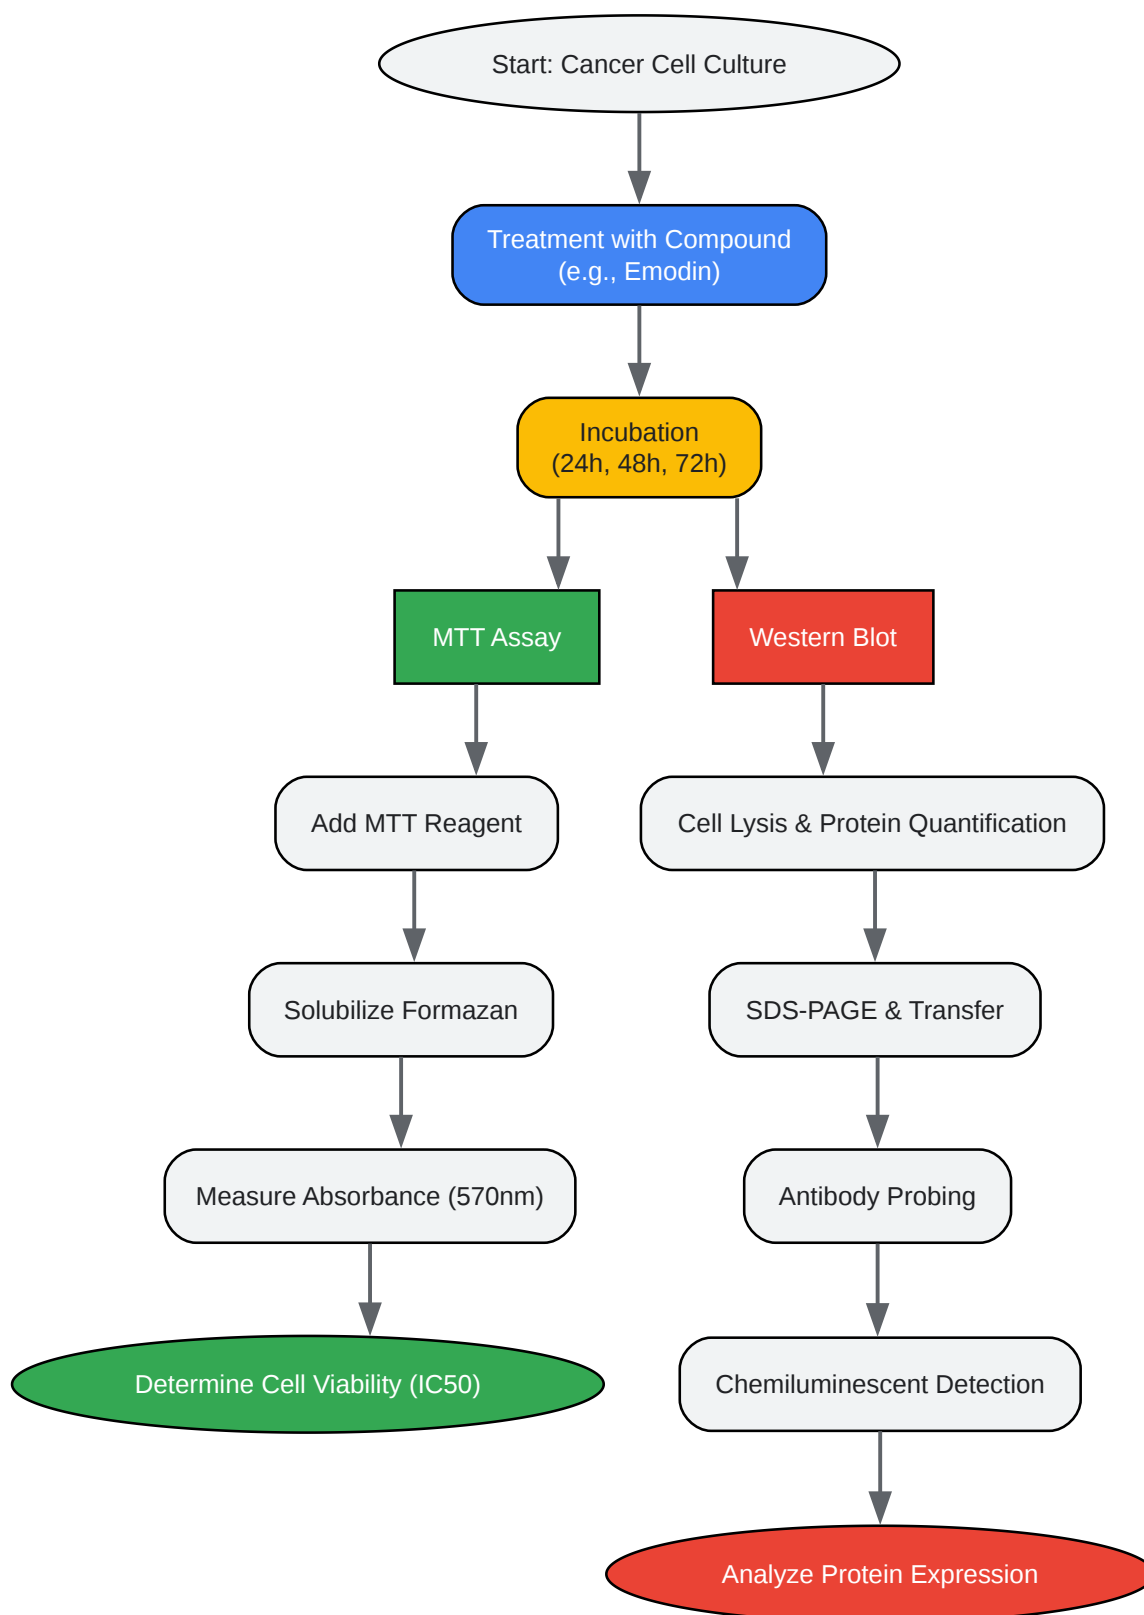 Start: Cancer Cell Culture
Treatment with Compound
(e.g., Emodin)
Incubation
(24h, 48h, 72h)
MTT Assay
Western Blot
Add MTT Reagent
Cell Lysis & Protein Quantification
Solubilize Formazan
SDS-PAGE & Transfer
Measure Absorbance (570nm)
Antibody Probing
Determine Cell Viability (IC50)
Chemiluminescent Detection
Analyze Protein Expression